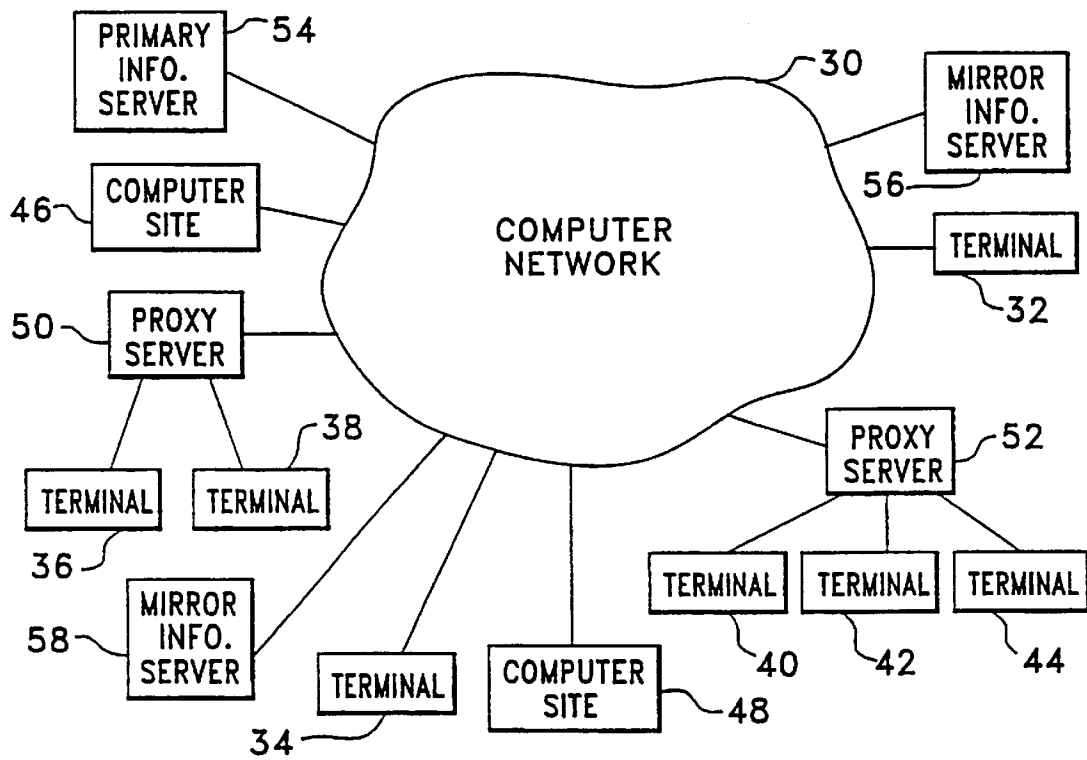 PRIMARY
INFO.
SERVER
54
30
MIRROR
INFO.
SERVER
56
46
COMPUTER
SITE
COMPUTER
NETWORK
TERMINAL
32
50
PROXY
SERVER
38
TERMINAL
TERMINAL
36
PROXY
SERVER
52
TERMINAL
TERMINAL
TERMINAL
40
42
44
58
MIRROR
INFO.
SERVER
TERMINAL
34
COMPUTER
SITE
48